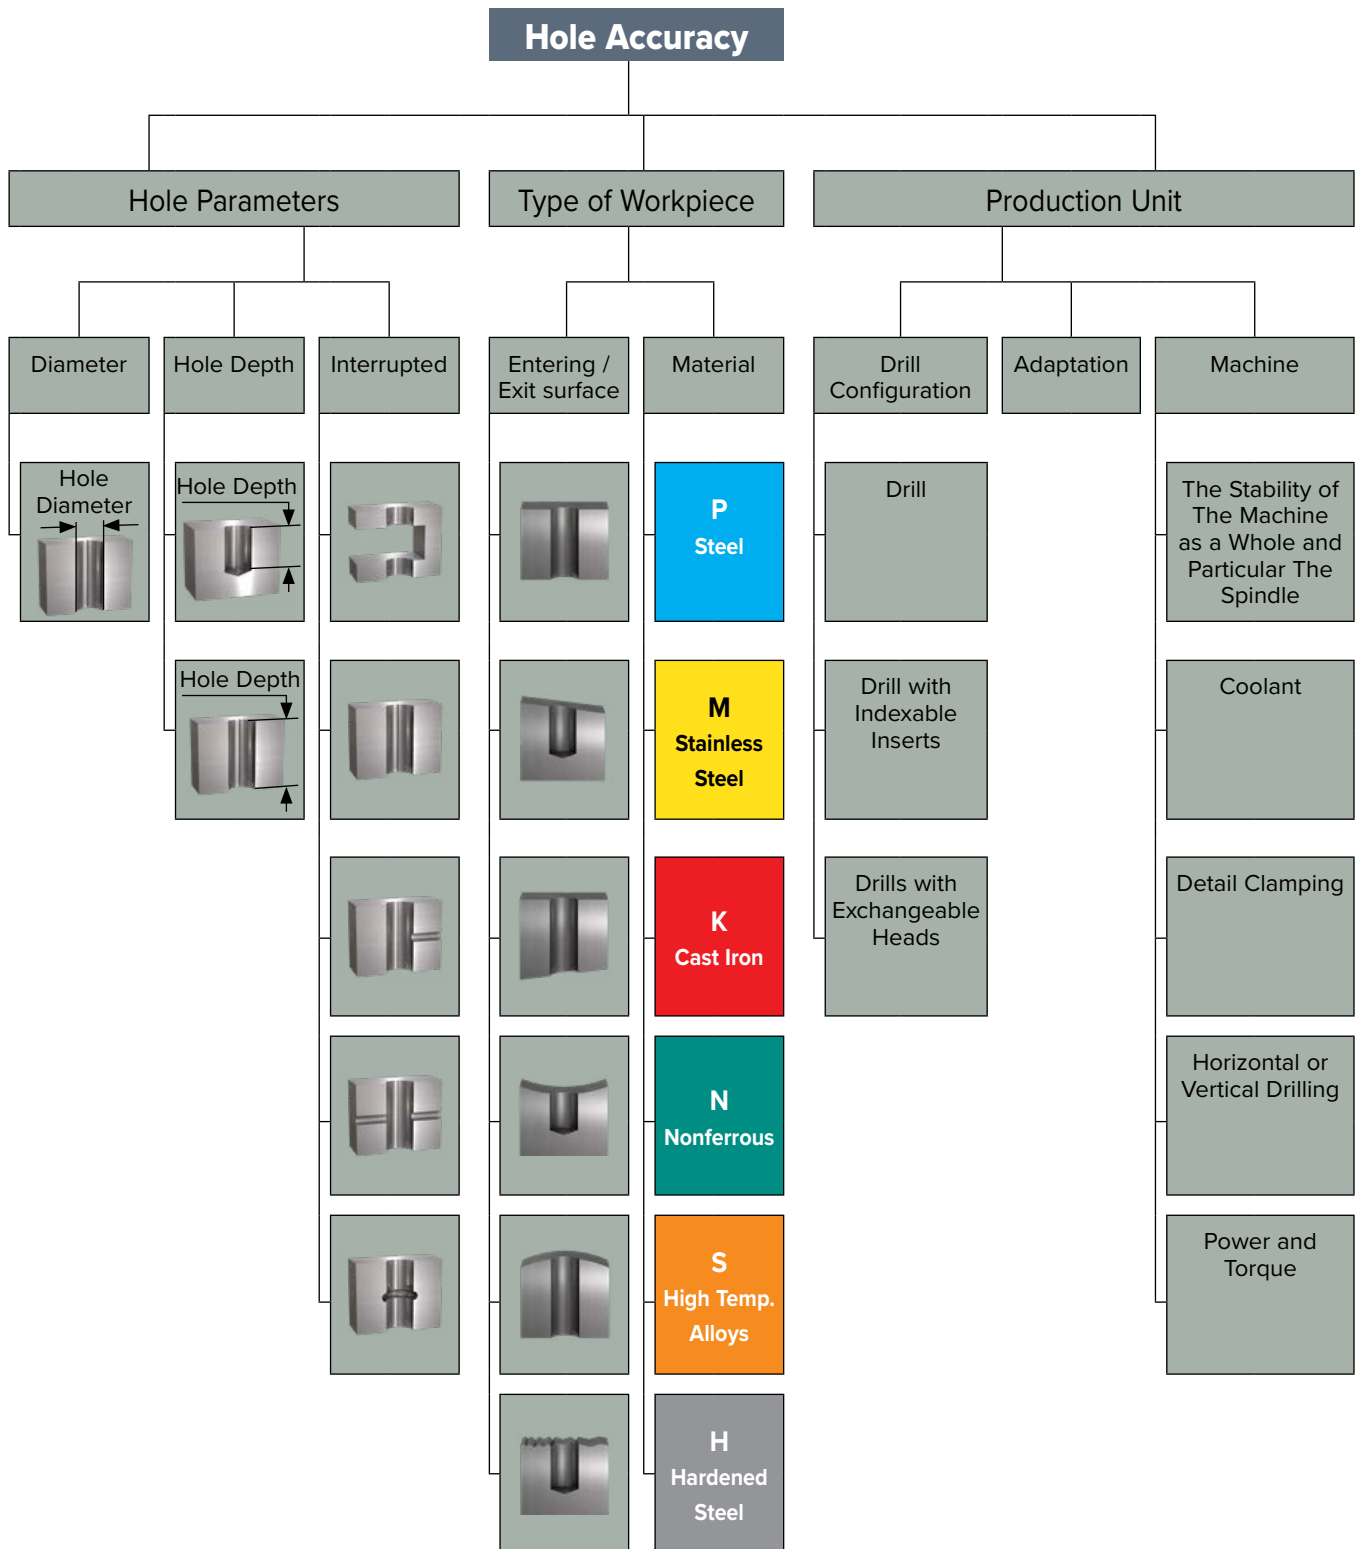 Hole Accuracy
Hole Parameters
Type of Workpiece
Production Unit
Diameter
Hole Depth
Interrupted
Entering /
Exit surface
Material
Drill
Configuration
Adaptation
Machine
Hole
Diameter
Hole Depth
P
Steel
Drill
The Stability of
The Machine
as a Whole and
Particular The
Spindle
Hole Depth
M
Stainless
Steel
Drill with
Indexable
Inserts
Coolant
K
Cast Iron
Drills with
Exchangeable
Heads
Detail Clamping
N
Nonferrous
Horizontal or
Vertical Drilling
S
High Temp.
Alloys
Power and
Torque
H
Hardened
Steel